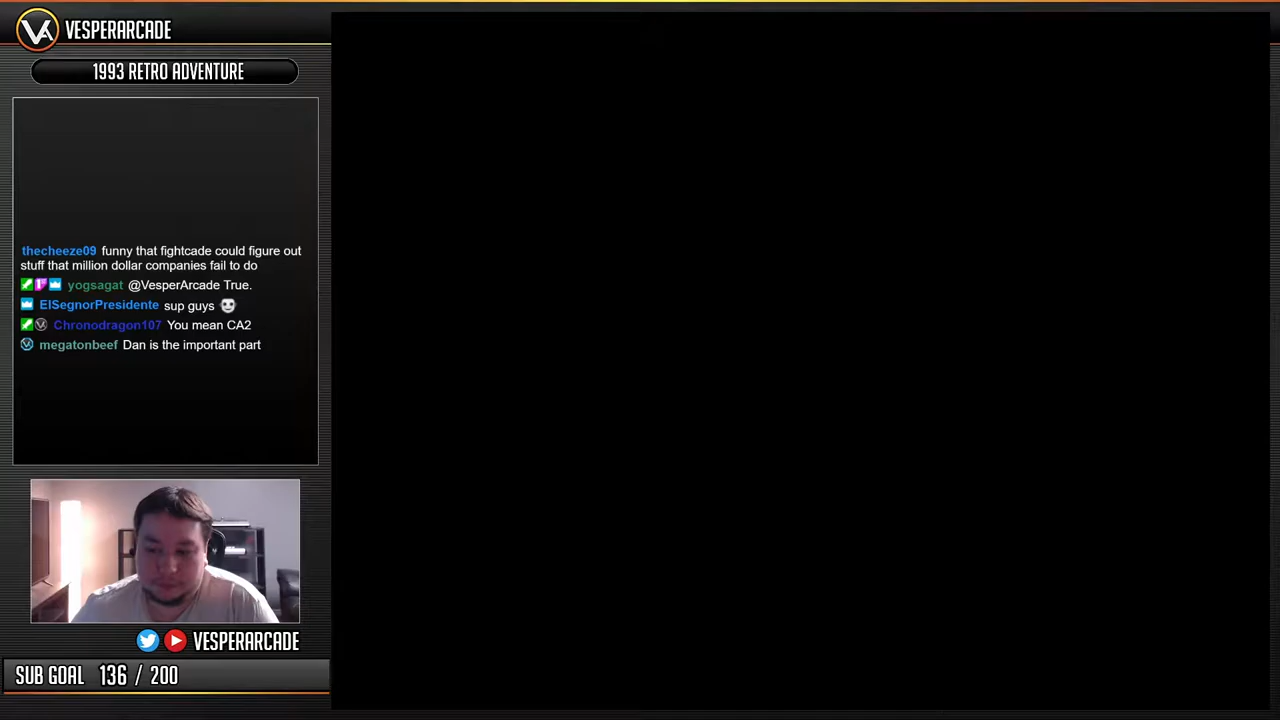 VESPERARCADE
1993 RETRO ADVENTURE
thecheeze09 funny that fightcade could figure out
stuff that million dollar companies fail to do
yogsagat @VesperArcade True.
ElSegnorPresidente sup guys
Chronodragon107 You mean CA2
megatonbeef Dan is the important part
VESPERARCADE
SUB GOAL 136 / 200